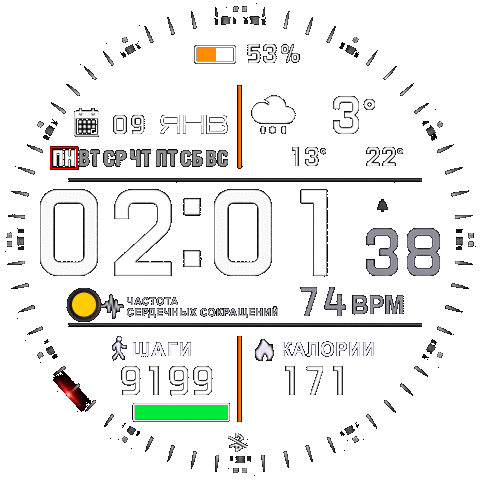 53%
09 ЯНВ
3°
ПН ВТ СР ЧТ ПТ СБ ВС
13° 22°
02:01
38
ЧАСТОТА
СЕРДЕЧНЫХ СОКРАЩЕНИЙ
74 BPM
ШАГИ
9199
КАЛОРИИ
171